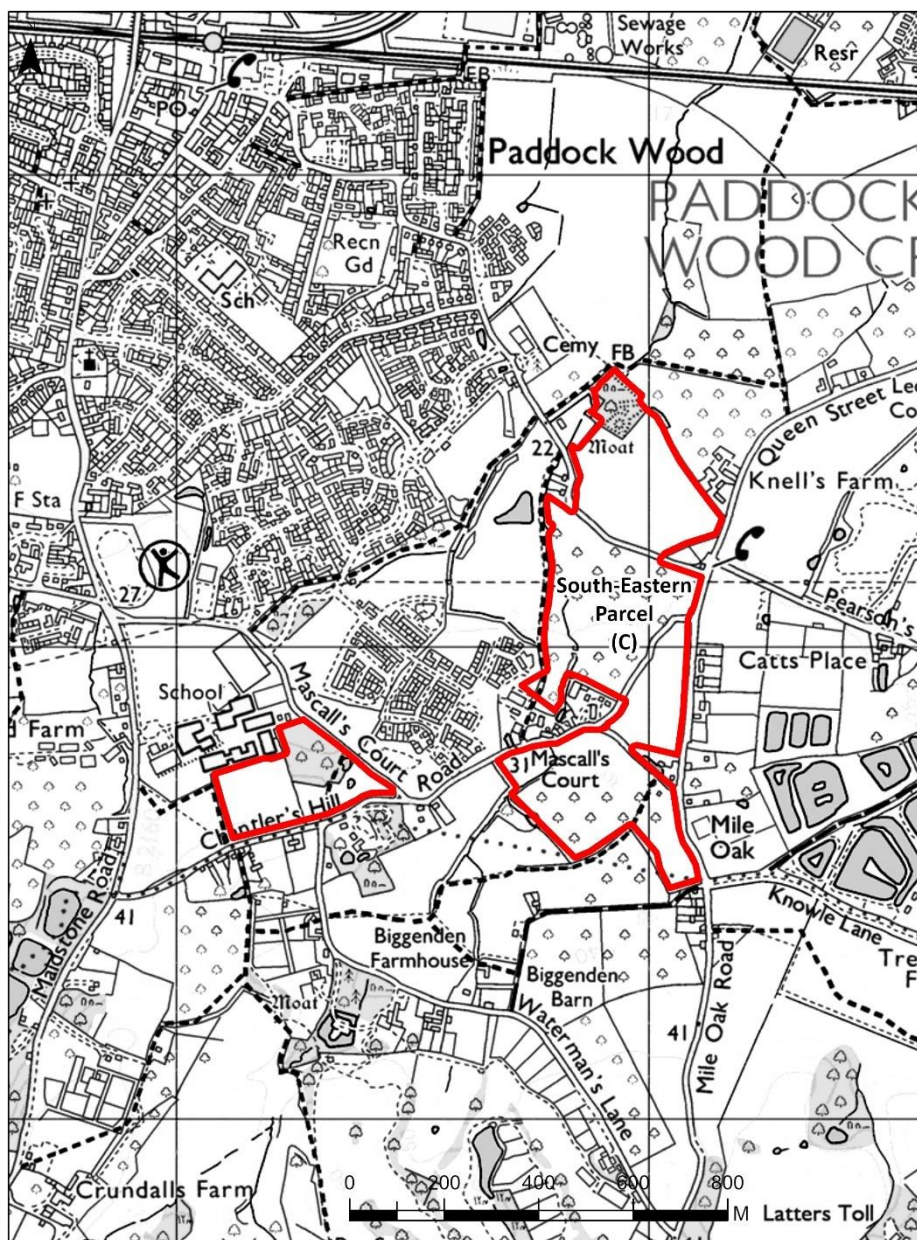 Sewage
Works
Resr
EB
PO
Paddock Wood
PADDOCK
WOOD CP
Recn
Gd
Sch
Cemy
FB
Moat
22
Queen Street
Knell's Farm
F Sta
27
South-Eastern
Parcel
(C)
Pearson's
Catts Place
School
Mascall's Court Road
d Farm
31
Mascall's
Court
Chantler's Hill
Mile
Oak
Maidstone Road
41
Knowle Lane
Biggenden
Farmhouse
Biggenden
Barn
Moat
Waterman's Lane
41
Mile Oak Road
Crundalls Farm
0 200 400 600 800
M
Latters Toll